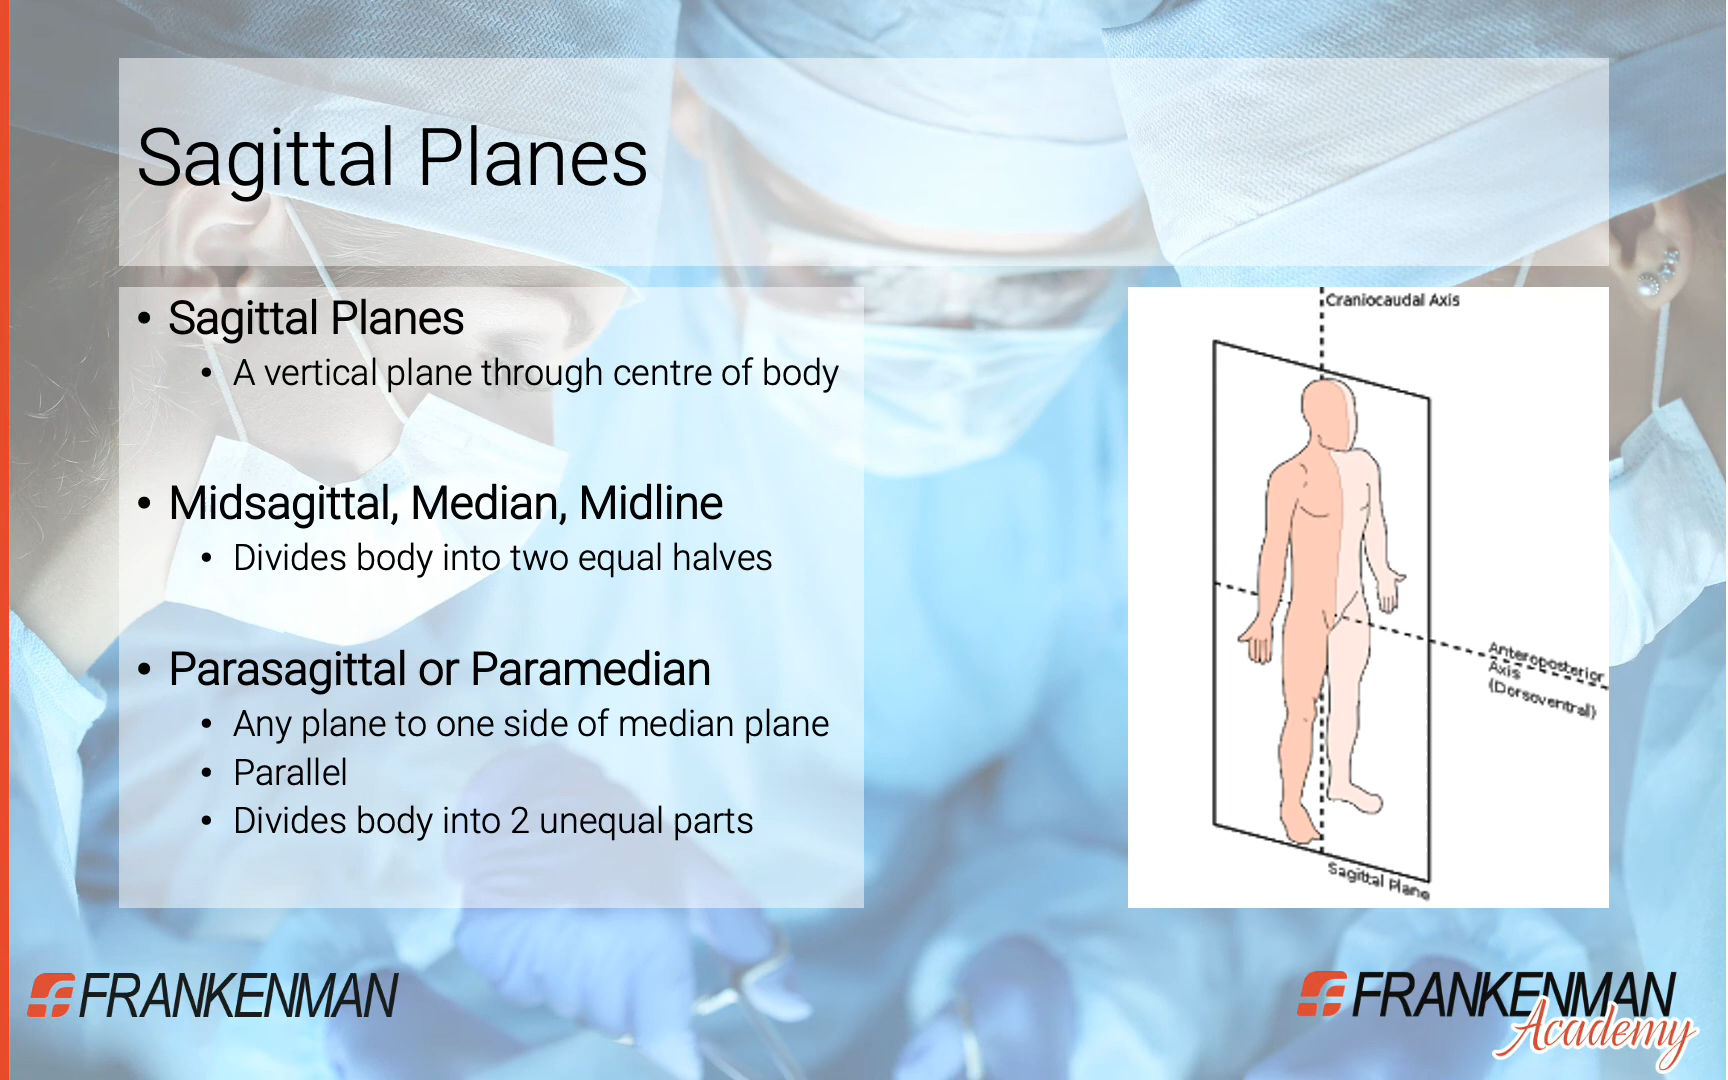 Sagittal Planes
• Sagittal Planes
• A vertical plane through centre of body
• Midsagittal, Median, Midline
• Divides body into two equal halves
• Parasagittal or Paramedian
• Any plane to one side of median plane
• Parallel
• Divides body into 2 unequal parts
Craniocaudal Axis
Anteroposterior
Axis
(Dorsoventral)
Sagittal Plane
FRANKENMAN
FRANKENMAN
Academy